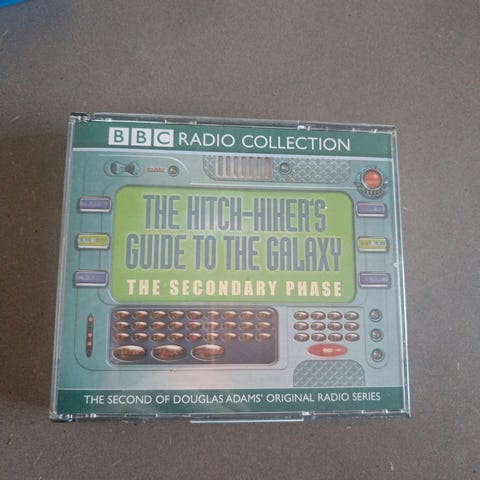 BBC RADIO COLLECTION
THE HITCH-HIKER'S
GUIDE TO THE GALAXY
THE SECONDARY PHASE
THE SECOND OF DOUGLAS ADAMS' ORIGINAL RADIO SERIES